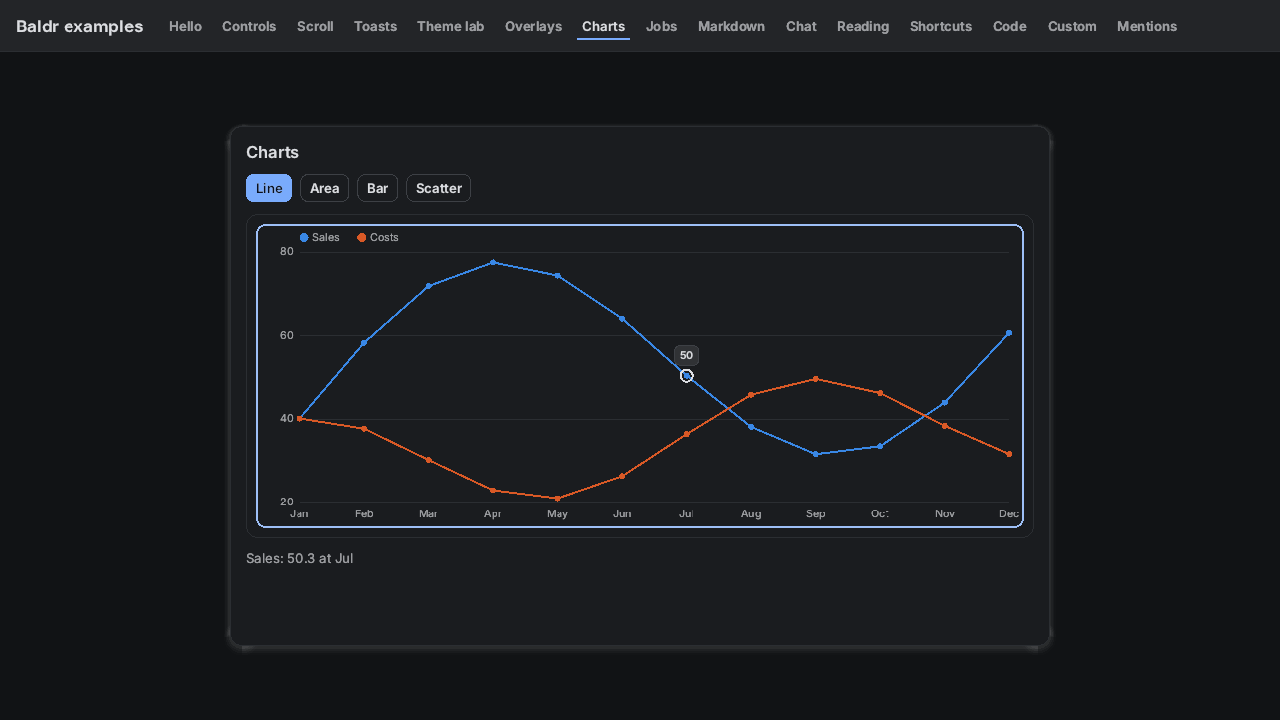 Baldr examples Hello Controls Scroll Toasts Theme lab Overlays Charts Jobs Markdown Chat Reading Shortcuts Code Custom Mentions
Charts
Line Area Bar Scatter
Sales Costs
80
60
50
40
20
Jan Feb Mar Apr May Jun Jul Aug Sep Oct Nov Dec
Sales: 50.3 at Jul